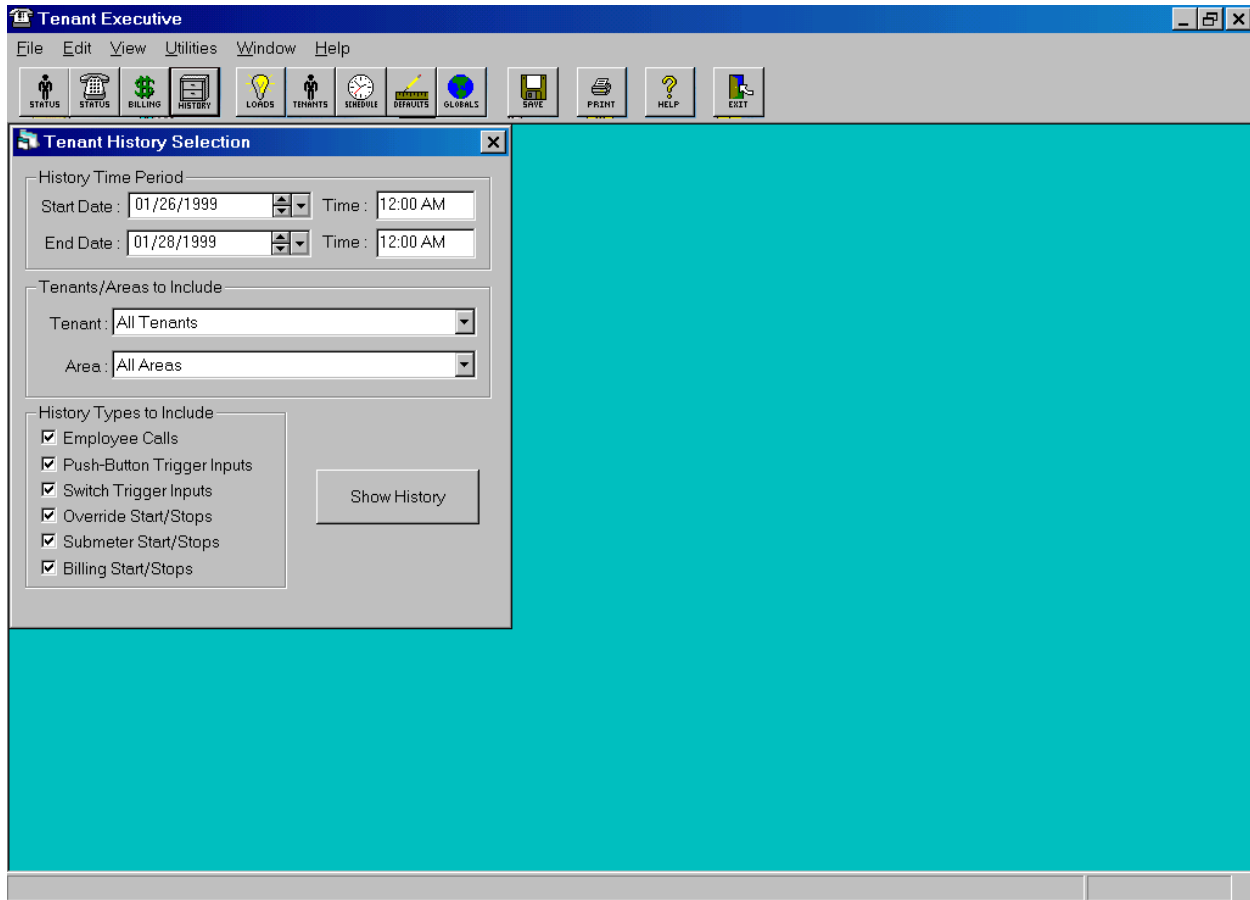 Tenant Executive
File Edit View Utilities Window Help
STATUS STATUS BILLING HISTORY LOADS TENANTS SCHEDULE DEFAULTS GLOBALS SAVE PRINT HELP EXIT
Tenant History Selection
History Time Period
Start Date : 01/26/1999 Time : 12:00 AM
End Date : 01/28/1999 Time : 12:00 AM
Tenants/Areas to Include
Tenant : All Tenants
Area : All Areas
History Types to Include
Employee Calls
Push-Button Trigger Inputs
Switch Trigger Inputs
Show History
Override Start/Stops
Submeter Start/Stops
Billing Start/Stops